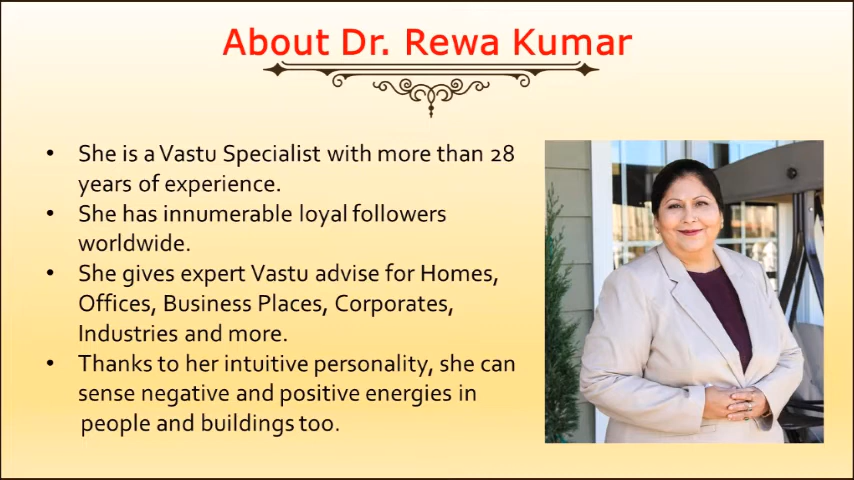 About Dr. Rewa Kumar
• She is a Vastu Specialist with more than 28
years of experience.
• She has innumerable loyal followers
worldwide.
• She gives expert Vastu advise for Homes,
Offices, Business Places, Corporates,
Industries and more.
• Thanks to her intuitive personality, she can
sense negative and positive energies in
people and buildings too.